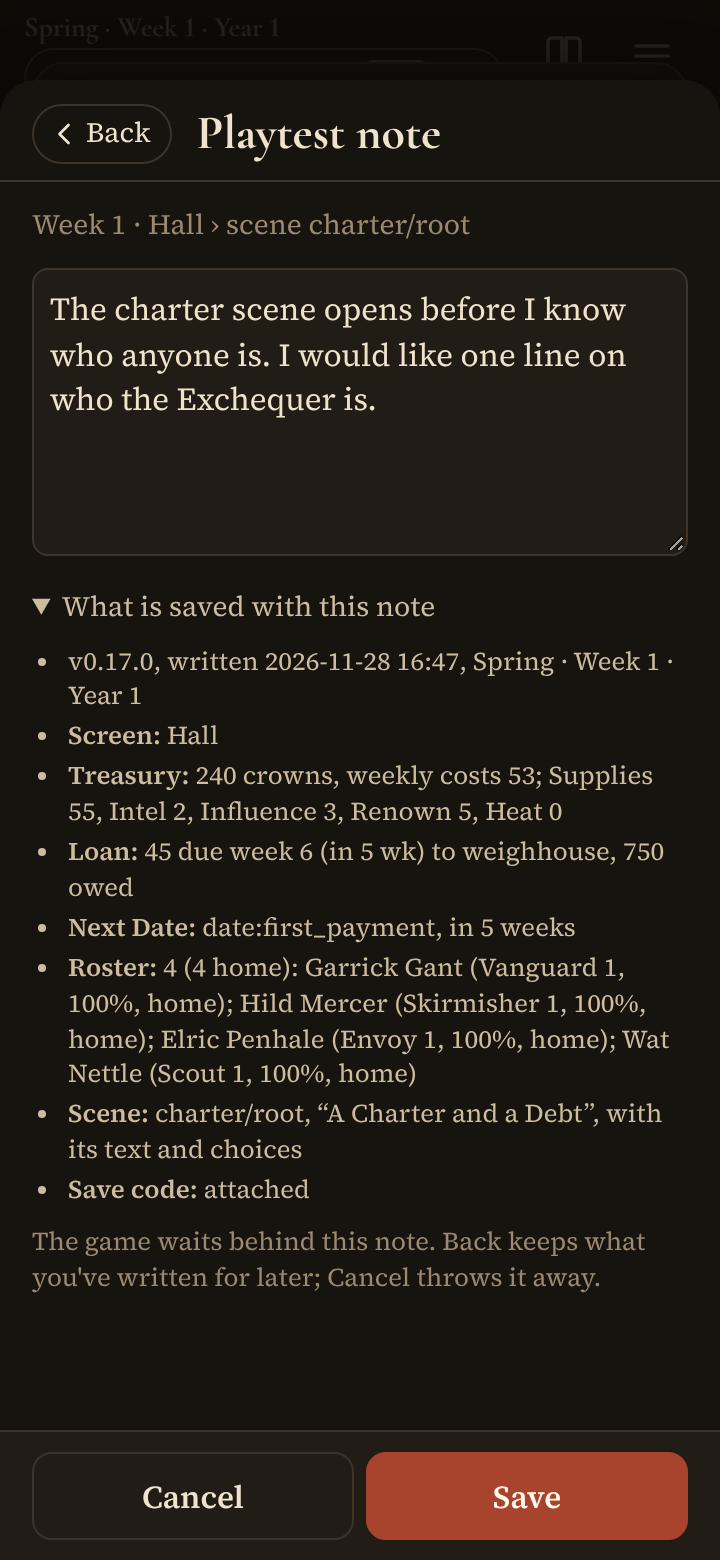 Spring · Week 1 · Year 1
Back
Playtest note
Week 1 · Hall › scene charter/root
The charter scene opens before I know
who anyone is. I would like one line on
who the Exchequer is.
▼ What is saved with this note
• v0.17.0, written 2026-11-28 16:47, Spring · Week 1 ·
Year 1
• Screen: Hall
• Treasury: 240 crowns, weekly costs 53; Supplies
55, Intel 2, Influence 3, Renown 5, Heat 0
• Loan: 45 due week 6 (in 5 wk) to weighhouse, 750
owed
• Next Date: date:first_payment, in 5 weeks
• Roster: 4 (4 home): Garrick Gant (Vanguard 1,
100%, home); Hild Mercer (Skirmisher 1, 100%,
home); Elric Penhale (Envoy 1, 100%, home); Wat
Nettle (Scout 1, 100%, home)
• Scene: charter/root, “A Charter and a Debt”, with
its text and choices
• Save code: attached
The game waits behind this note. Back keeps what
you've written for later; Cancel throws it away.
Cancel
Save